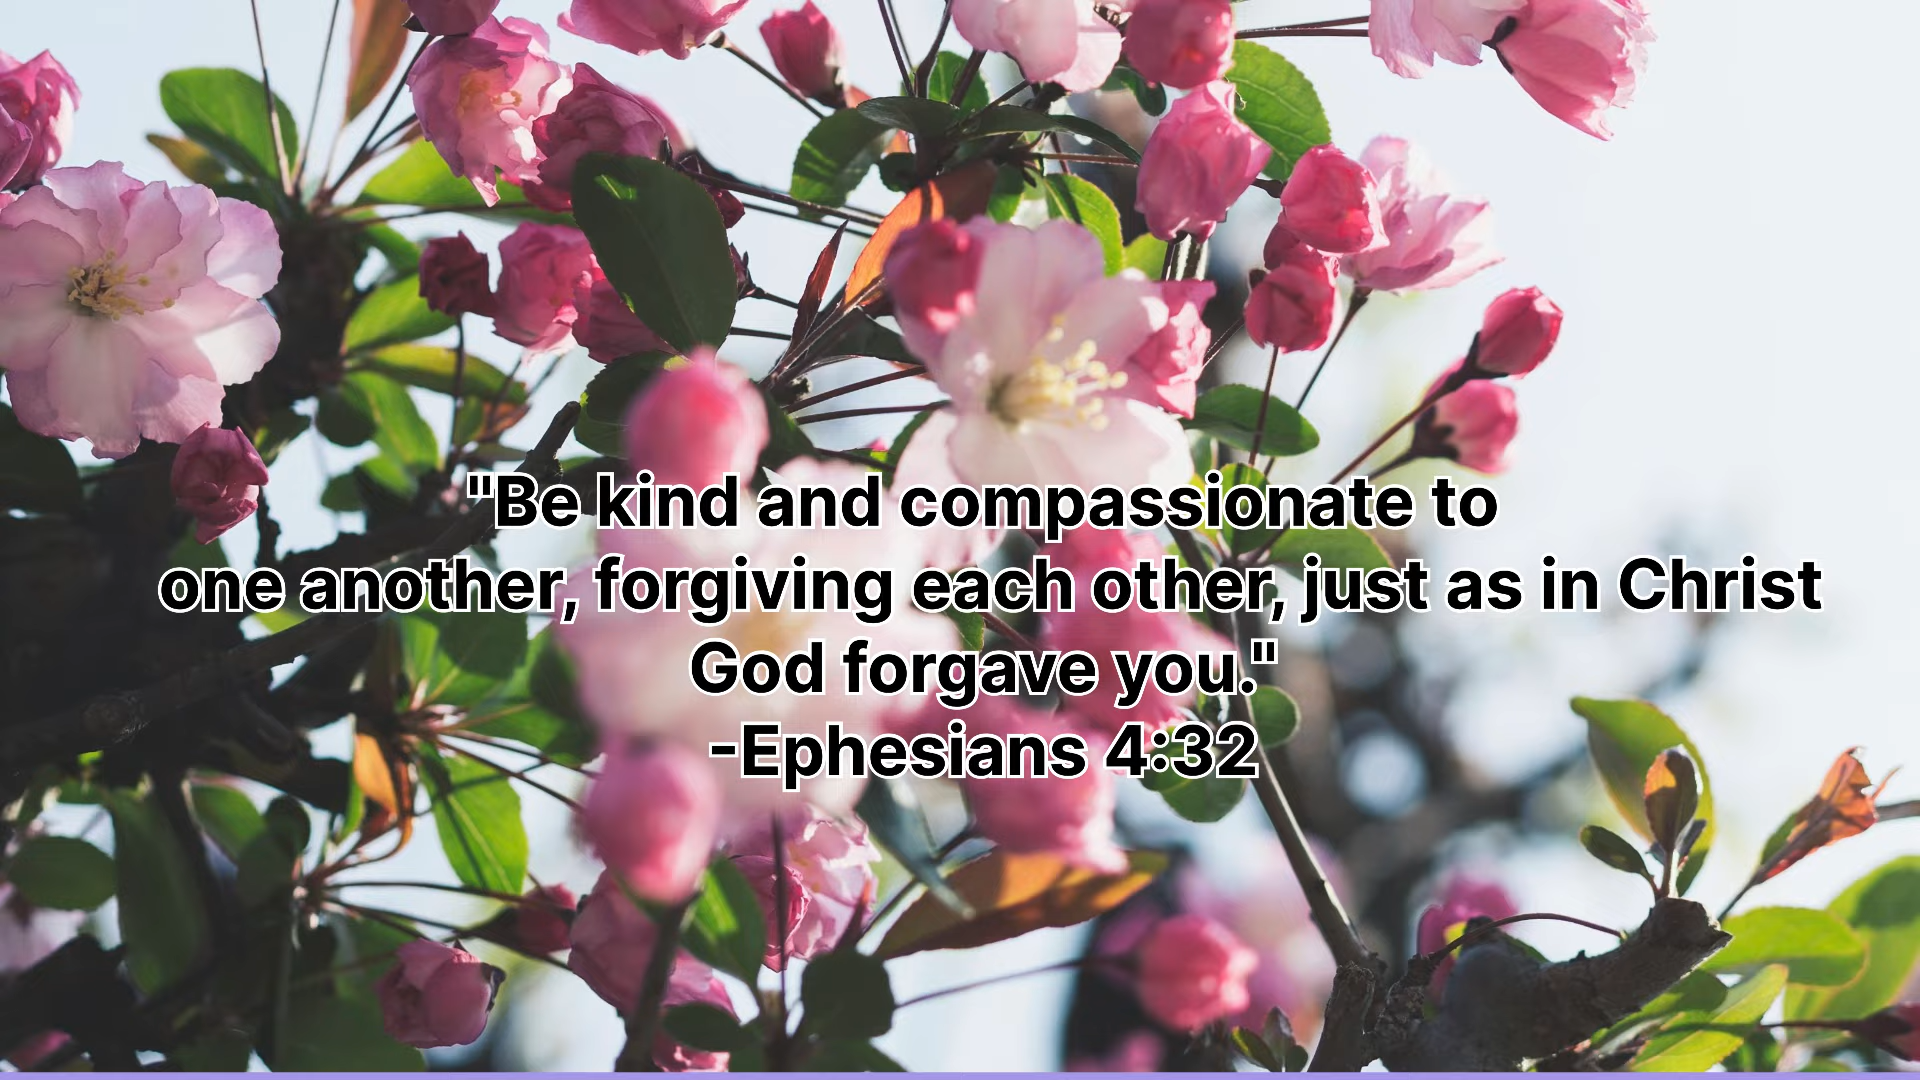 "Be kind and compassionate to
one another, forgiving each other, just as in Christ
God forgave you."
-Ephesians 4:32